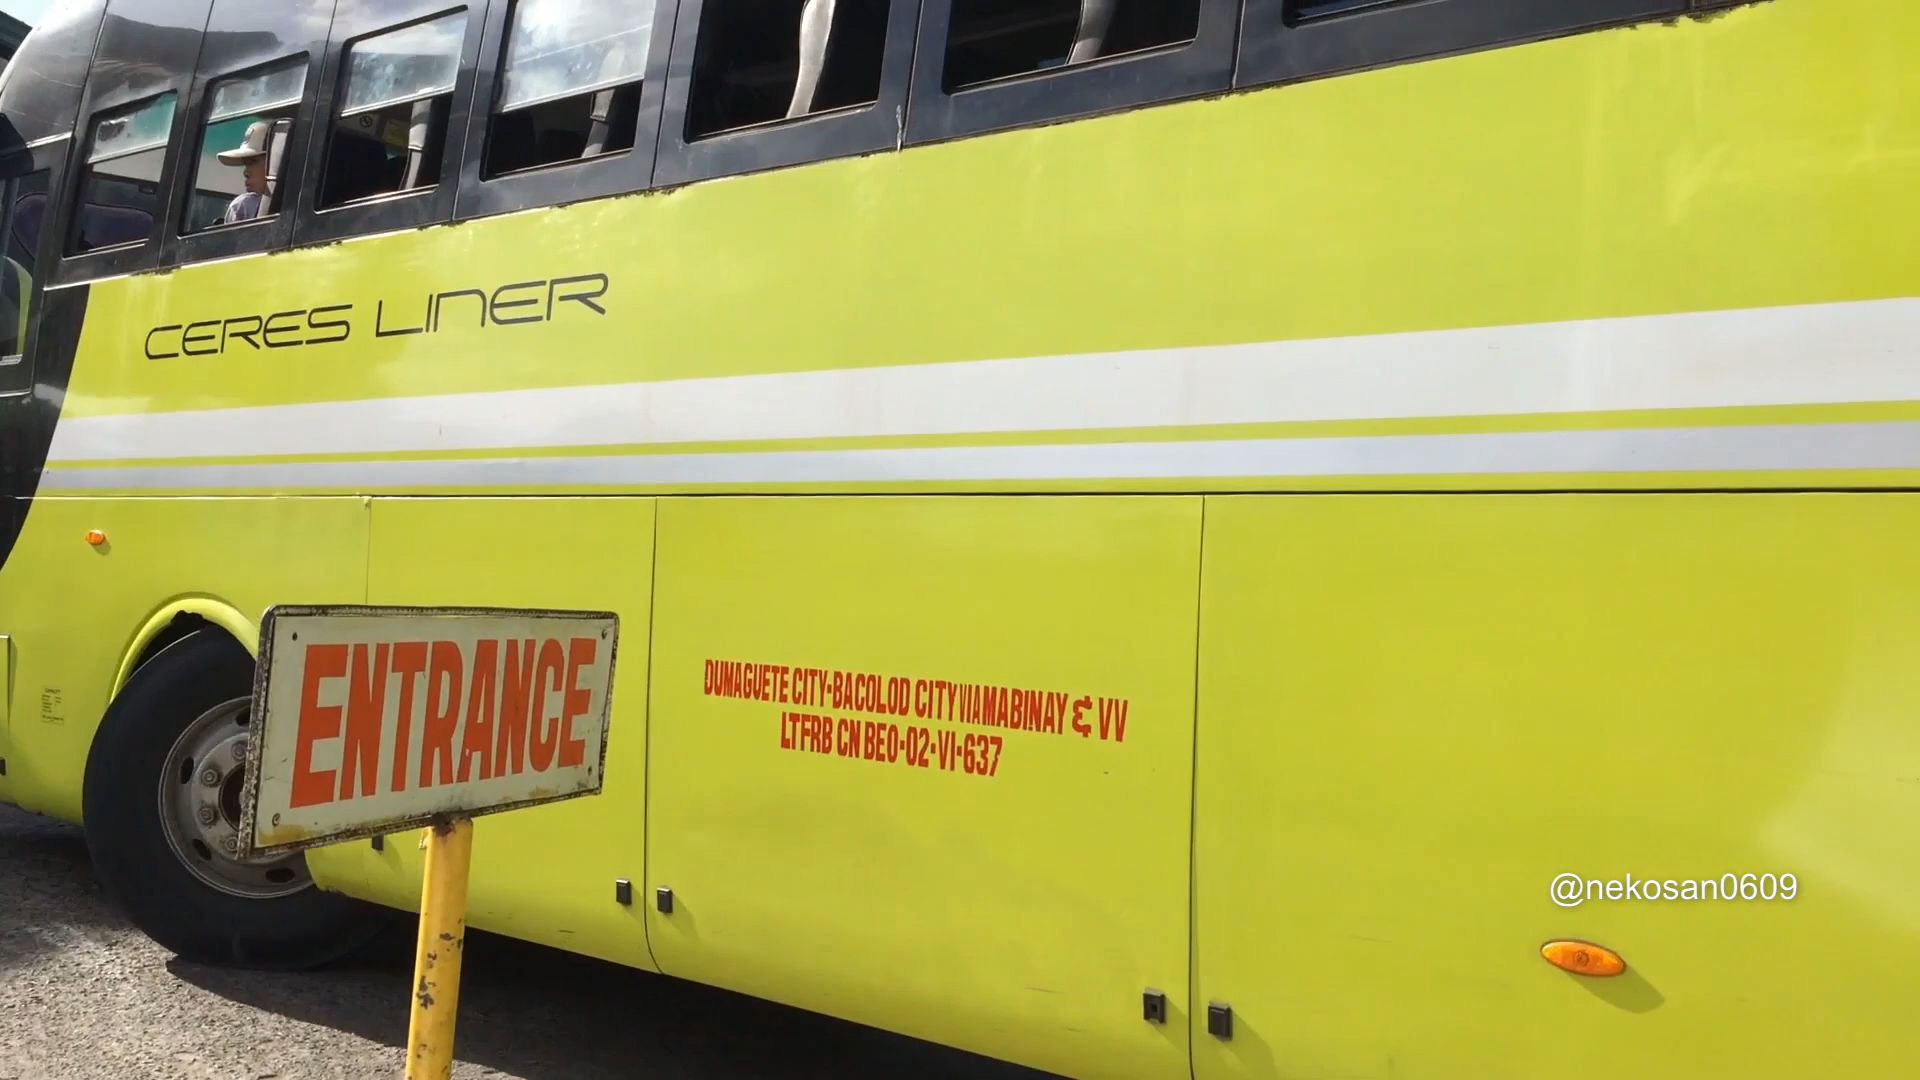 CERES LINER
ENTRANCE
DUMAGUETE CITY-BACOLOD CITY VIA MABINAY & VV
LTFRB CN BEO-02-VI-637
@nekosan0609